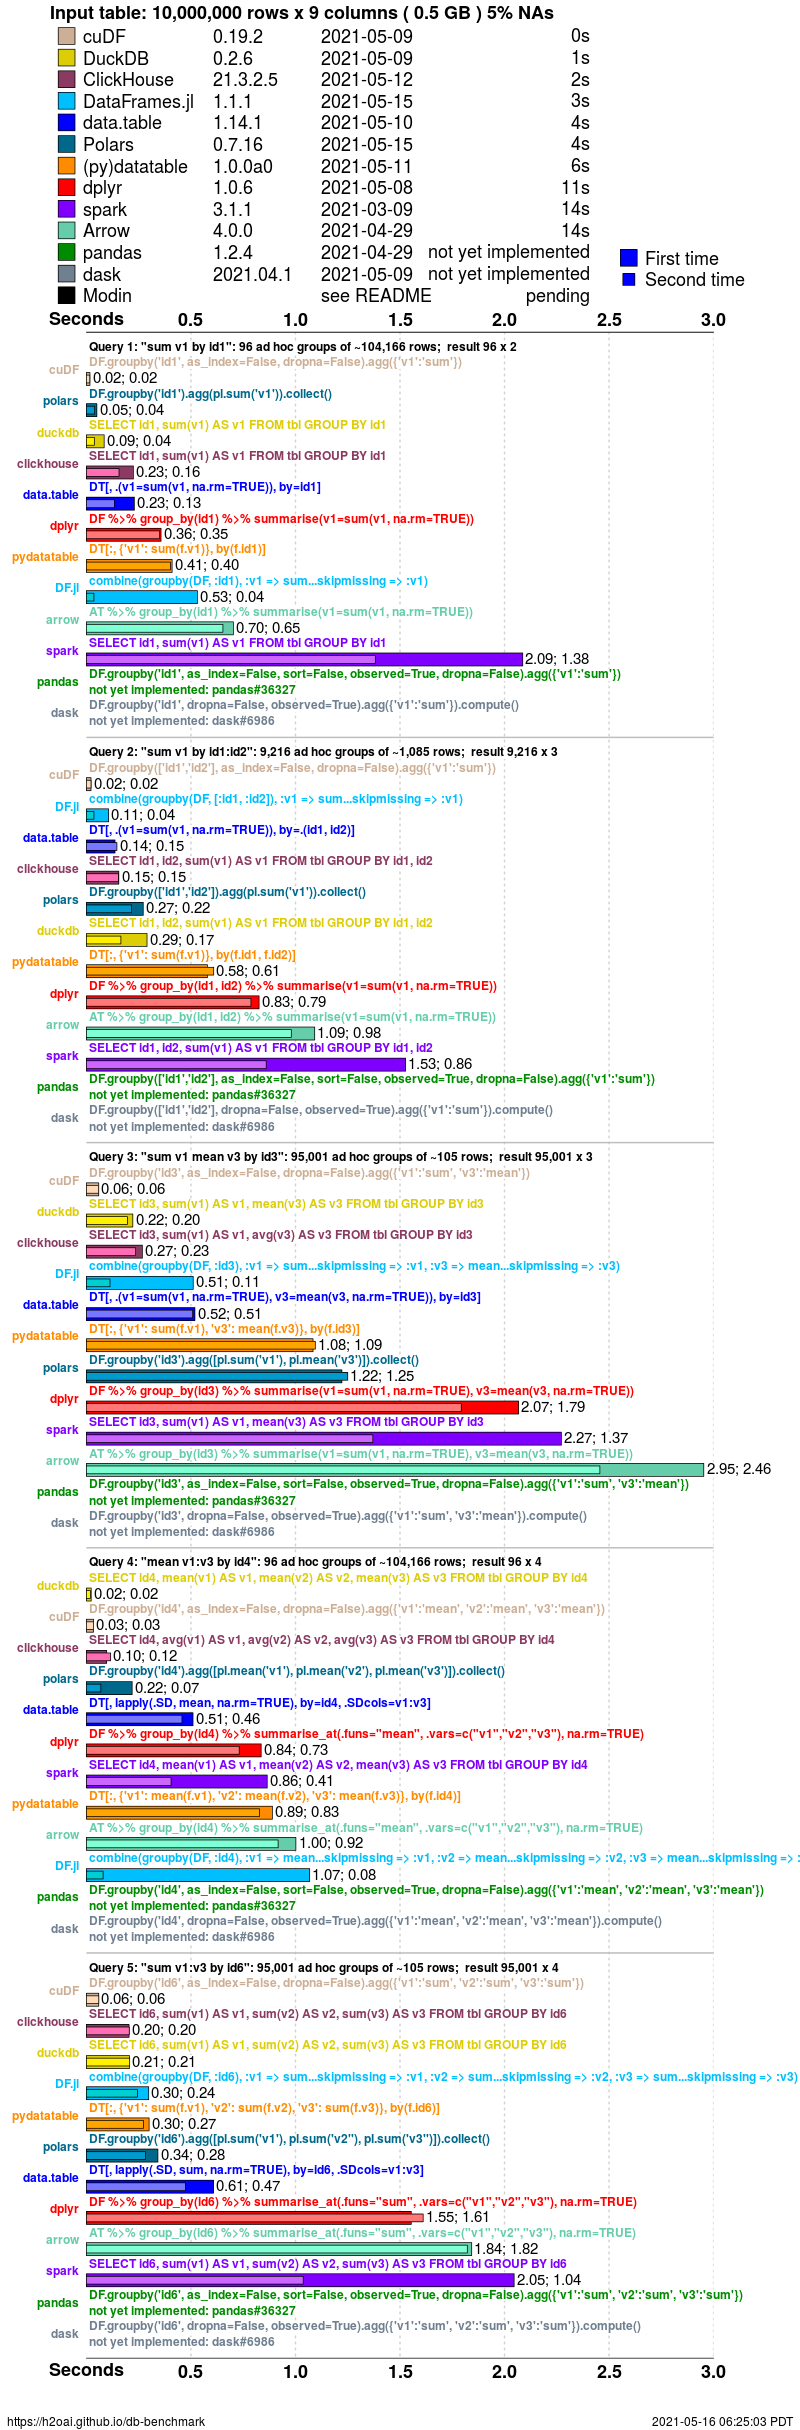 Input table: 10,000,000 rows x 9 columns ( 0.5 GB ) 5% NAs
cuDF 0.19.2 2021-05-09 0s
DuckDB 0.2.6 2021-05-09 1s
ClickHouse 21.3.2.5 2021-05-12 2s
DataFrames.jl 1.1.1 2021-05-15 3s
data.table 1.14.1 2021-05-10 4s
Polars 0.7.16 2021-05-15 4s
(py)datatable 1.0.0a0 2021-05-11 6s
dplyr 1.0.6 2021-05-08 11s
spark 3.1.1 2021-03-09 14s
Arrow 4.0.0 2021-04-29 14s
pandas 1.2.4 2021-04-29 not yet implemented
First time
dask 2021.04.1 2021-05-09 not yet implemented
Second time
Modin see README pending
Seconds 0.5 1.0 1.5 2.0 2.5 3.0
Query 1: "sum v1 by id1": 96 ad hoc groups of ~104,166 rows; result 96 x 2
DF.groupby('id1', as_index=False, dropna=False).agg({'v1':'sum'})
cuDF 0.02; 0.02
DF.groupby('id1').agg(pl.sum('v1')).collect()
polars 0.05; 0.04
SELECT id1, sum(v1) AS v1 FROM tbl GROUP BY id1
duckdb 0.09; 0.04
SELECT id1, sum(v1) AS v1 FROM tbl GROUP BY id1
clickhouse 0.23; 0.16
DT[, .(v1=sum(v1, na.rm=TRUE)), by=id1]
data.table 0.23; 0.13
DF %>% group_by(id1) %>% summarise(v1=sum(v1, na.rm=TRUE))
dplyr 0.36; 0.35
DT[:, {'v1': sum(f.v1)}, by(f.id1)]
pydatatable 0.41; 0.40
combine(groupby(DF, :id1), :v1 => sum...skipmissing => :v1)
DF.jl 0.53; 0.04
AT %>% group_by(id1) %>% summarise(v1=sum(v1, na.rm=TRUE))
arrow 0.70; 0.65
SELECT id1, sum(v1) AS v1 FROM tbl GROUP BY id1
spark 2.09; 1.38
DF.groupby('id1', as_index=False, sort=False, observed=True, dropna=False).agg({'v1':'sum'})
pandas not yet implemented: pandas#36327
DF.groupby('id1', dropna=False, observed=True).agg({'v1':'sum'}).compute()
dask not yet implemented: dask#6986
Query 2: "sum v1 by id1:id2": 9,216 ad hoc groups of ~1,085 rows; result 9,216 x 3
DF.groupby(['id1','id2'], as_index=False, dropna=False).agg({'v1':'sum'})
cuDF 0.02; 0.02
combine(groupby(DF, [:id1, :id2]), :v1 => sum...skipmissing => :v1)
DF.jl 0.11; 0.04
DT[, .(v1=sum(v1, na.rm=TRUE)), by=.(id1, id2)]
data.table 0.14; 0.15
SELECT id1, id2, sum(v1) AS v1 FROM tbl GROUP BY id1, id2
clickhouse 0.15; 0.15
DF.groupby(['id1','id2']).agg(pl.sum('v1')).collect()
polars 0.27; 0.22
SELECT id1, id2, sum(v1) AS v1 FROM tbl GROUP BY id1, id2
duckdb 0.29; 0.17
DT[:, {'v1': sum(f.v1)}, by(f.id1, f.id2)]
pydatatable 0.58; 0.61
DF %>% group_by(id1, id2) %>% summarise(v1=sum(v1, na.rm=TRUE))
dplyr 0.83; 0.79
AT %>% group_by(id1, id2) %>% summarise(v1=sum(v1, na.rm=TRUE))
arrow 1.09; 0.98
SELECT id1, id2, sum(v1) AS v1 FROM tbl GROUP BY id1, id2
spark 1.53; 0.86
DF.groupby(['id1','id2'], as_index=False, sort=False, observed=True, dropna=False).agg({'v1':'sum'})
pandas not yet implemented: pandas#36327
DF.groupby(['id1','id2'], dropna=False, observed=True).agg({'v1':'sum'}).compute()
dask not yet implemented: dask#6986
Query 3: "sum v1 mean v3 by id3": 95,001 ad hoc groups of ~105 rows; result 95,001 x 3
DF.groupby('id3', as_index=False, dropna=False).agg({'v1':'sum', 'v3':'mean'})
cuDF 0.06; 0.06
SELECT id3, sum(v1) AS v1, mean(v3) AS v3 FROM tbl GROUP BY id3
duckdb 0.22; 0.20
SELECT id3, sum(v1) AS v1, avg(v3) AS v3 FROM tbl GROUP BY id3
clickhouse 0.27; 0.23
combine(groupby(DF, :id3), :v1 => sum...skipmissing => :v1, :v3 => mean...skipmissing => :v3)
DF.jl 0.51; 0.11
DT[, .(v1=sum(v1, na.rm=TRUE), v3=mean(v3, na.rm=TRUE)), by=id3]
data.table 0.52; 0.51
DT[:, {'v1': sum(f.v1), 'v3': mean(f.v3)}, by(f.id3)]
pydatatable 1.08; 1.09
DF.groupby('id3').agg([pl.sum('v1'), pl.mean('v3')]).collect()
polars 1.22; 1.25
DF %>% group_by(id3) %>% summarise(v1=sum(v1, na.rm=TRUE), v3=mean(v3, na.rm=TRUE))
dplyr 2.07; 1.79
SELECT id3, sum(v1) AS v1, mean(v3) AS v3 FROM tbl GROUP BY id3
spark 2.27; 1.37
AT %>% group_by(id3) %>% summarise(v1=sum(v1, na.rm=TRUE), v3=mean(v3, na.rm=TRUE))
arrow 2.95; 2.46
DF.groupby('id3', as_index=False, sort=False, observed=True, dropna=False).agg({'v1':'sum', 'v3':'mean'})
pandas not yet implemented: pandas#36327
DF.groupby('id3', dropna=False, observed=True).agg({'v1':'sum', 'v3':'mean'}).compute()
dask not yet implemented: dask#6986
Query 4: "mean v1:v3 by id4": 96 ad hoc groups of ~104,166 rows; result 96 x 4
SELECT id4, mean(v1) AS v1, mean(v2) AS v2, mean(v3) AS v3 FROM tbl GROUP BY id4
duckdb 0.02; 0.02
DF.groupby('id4', as_index=False, dropna=False).agg({'v1':'mean', 'v2':'mean', 'v3':'mean'})
cuDF 0.03; 0.03
SELECT id4, avg(v1) AS v1, avg(v2) AS v2, avg(v3) AS v3 FROM tbl GROUP BY id4
clickhouse 0.10; 0.12
DF.groupby('id4').agg([pl.mean('v1'), pl.mean('v2'), pl.mean('v3')]).collect()
polars 0.22; 0.07
DT[, lapply(.SD, mean, na.rm=TRUE), by=id4, .SDcols=v1:v3]
data.table 0.51; 0.46
DF %>% group_by(id4) %>% summarise_at(.funs="mean", .vars=c("v1","v2","v3"), na.rm=TRUE)
dplyr 0.84; 0.73
SELECT id4, mean(v1) AS v1, mean(v2) AS v2, mean(v3) AS v3 FROM tbl GROUP BY id4
spark 0.86; 0.41
DT[:, {'v1': mean(f.v1), 'v2': mean(f.v2), 'v3': mean(f.v3)}, by(f.id4)]
pydatatable 0.89; 0.83
AT %>% group_by(id4) %>% summarise_at(.funs="mean", .vars=c("v1","v2","v3"), na.rm=TRUE)
arrow 1.00; 0.92
combine(groupby(DF, :id4), :v1 => mean...skipmissing => :v1, :v2 => mean...skipmissing => :v2, :v3 => mean...skipmissing => :
DF.jl 1.07; 0.08
DF.groupby('id4', as_index=False, sort=False, observed=True, dropna=False).agg({'v1':'mean', 'v2':'mean', 'v3':'mean'})
pandas not yet implemented: pandas#36327
DF.groupby('id4', dropna=False, observed=True).agg({'v1':'mean', 'v2':'mean', 'v3':'mean'}).compute()
dask not yet implemented: dask#6986
Query 5: "sum v1:v3 by id6": 95,001 ad hoc groups of ~105 rows; result 95,001 x 4
DF.groupby('id6', as_index=False, dropna=False).agg({'v1':'sum', 'v2':'sum', 'v3':'sum'})
cuDF 0.06; 0.06
SELECT id6, sum(v1) AS v1, sum(v2) AS v2, sum(v3) AS v3 FROM tbl GROUP BY id6
clickhouse 0.20; 0.20
SELECT id6, sum(v1) AS v1, sum(v2) AS v2, sum(v3) AS v3 FROM tbl GROUP BY id6
duckdb 0.21; 0.21
combine(groupby(DF, :id6), :v1 => sum...skipmissing => :v1, :v2 => sum...skipmissing => :v2, :v3 => sum...skipmissing => :v3)
DF.jl 0.30; 0.24
DT[:, {'v1': sum(f.v1), 'v2': sum(f.v2), 'v3': sum(f.v3)}, by(f.id6)]
pydatatable 0.30; 0.27
DF.groupby('id6').agg([pl.sum('v1'), pl.sum('v2"), pl.sum('v3")]).collect()
polars 0.34; 0.28
DT[, lapply(.SD, sum, na.rm=TRUE), by=id6, .SDcols=v1:v3]
data.table 0.61; 0.47
DF %>% group_by(id6) %>% summarise_at(.funs="sum", .vars=c("v1","v2","v3"), na.rm=TRUE)
dplyr 1.55; 1.61
AT %>% group_by(id6) %>% summarise_at(.funs="sum", .vars=c("v1","v2","v3"), na.rm=TRUE)
arrow 1.84; 1.82
SELECT id6, sum(v1) AS v1, sum(v2) AS v2, sum(v3) AS v3 FROM tbl GROUP BY id6
spark 2.05; 1.04
DF.groupby('id6', as_index=False, sort=False, observed=True, dropna=False).agg({'v1':'sum', 'v2':'sum', 'v3':'sum'})
pandas not yet implemented: pandas#36327
DF.groupby('id6', dropna=False, observed=True).agg({'v1':'sum', 'v2':'sum', 'v3':'sum'}).compute()
dask not yet implemented: dask#6986
Seconds 0.5 1.0 1.5 2.0 2.5 3.0
https://h2oai.github.io/db-benchmark 2021-05-16 06:25:03 PDT